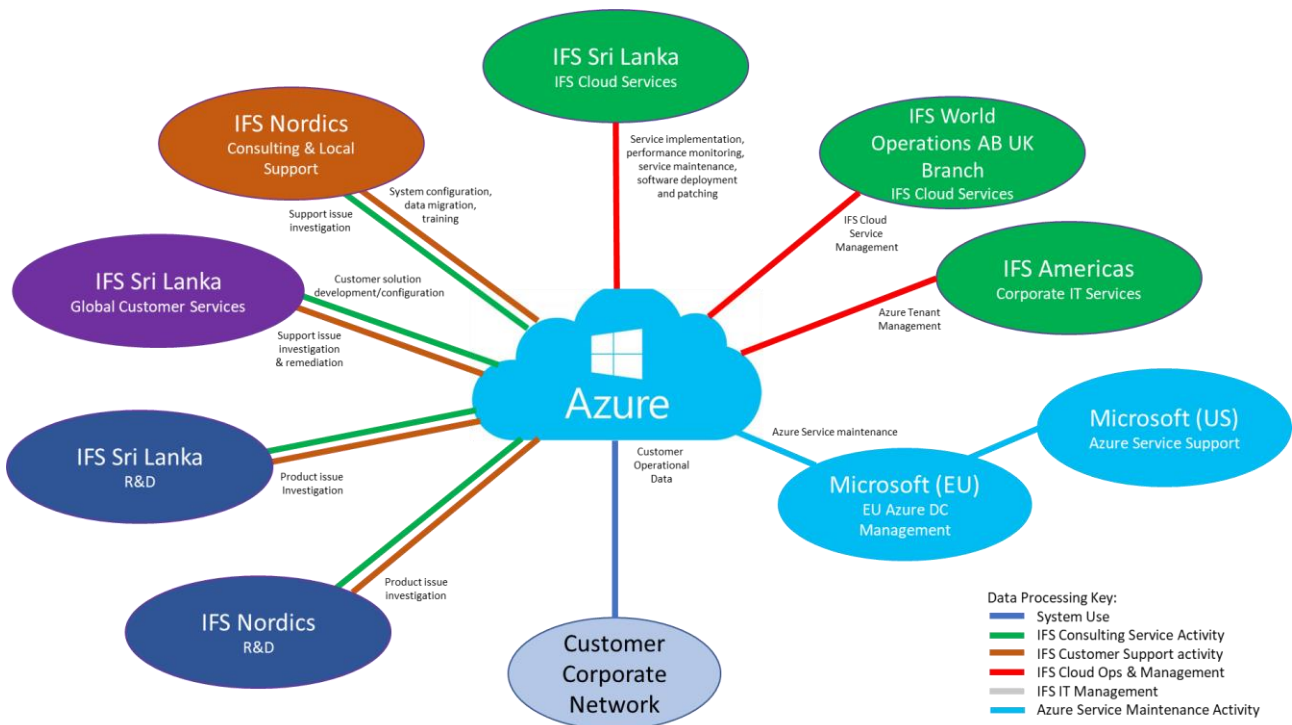 IFS Sri Lanka
IFS Cloud Services
IFS Nordics
Consulting & Local
Support
IFS World
Operations AB UK
Branch
IFS Cloud Services
Service implementation,
performance monitoring,
service maintenance,
software deployment
and patching
System configuration,
data migration,
training
Support issue
investigation
IFS Cloud
Service
Management
IFS Sri Lanka
Global Customer Services
Customer solution
development/configuration
IFS Americas
Corporate IT Services
Support issue
investigation
& remediation
Azure Tenant
Management
Azure
Microsoft (US)
Azure Service Support
Azure Service maintenance
IFS Sri Lanka
R&D
Product issue
Investigation
Customer
Operational
Data
Microsoft (EU)
EU Azure DC
Management
Product issue
investigation
IFS Nordics
R&D
Customer
Corporate
Network
Data Processing Key:
System Use
IFS Consulting Service Activity
IFS Customer Support activity
IFS Cloud Ops & Management
IFS IT Management
Azure Service Maintenance Activity